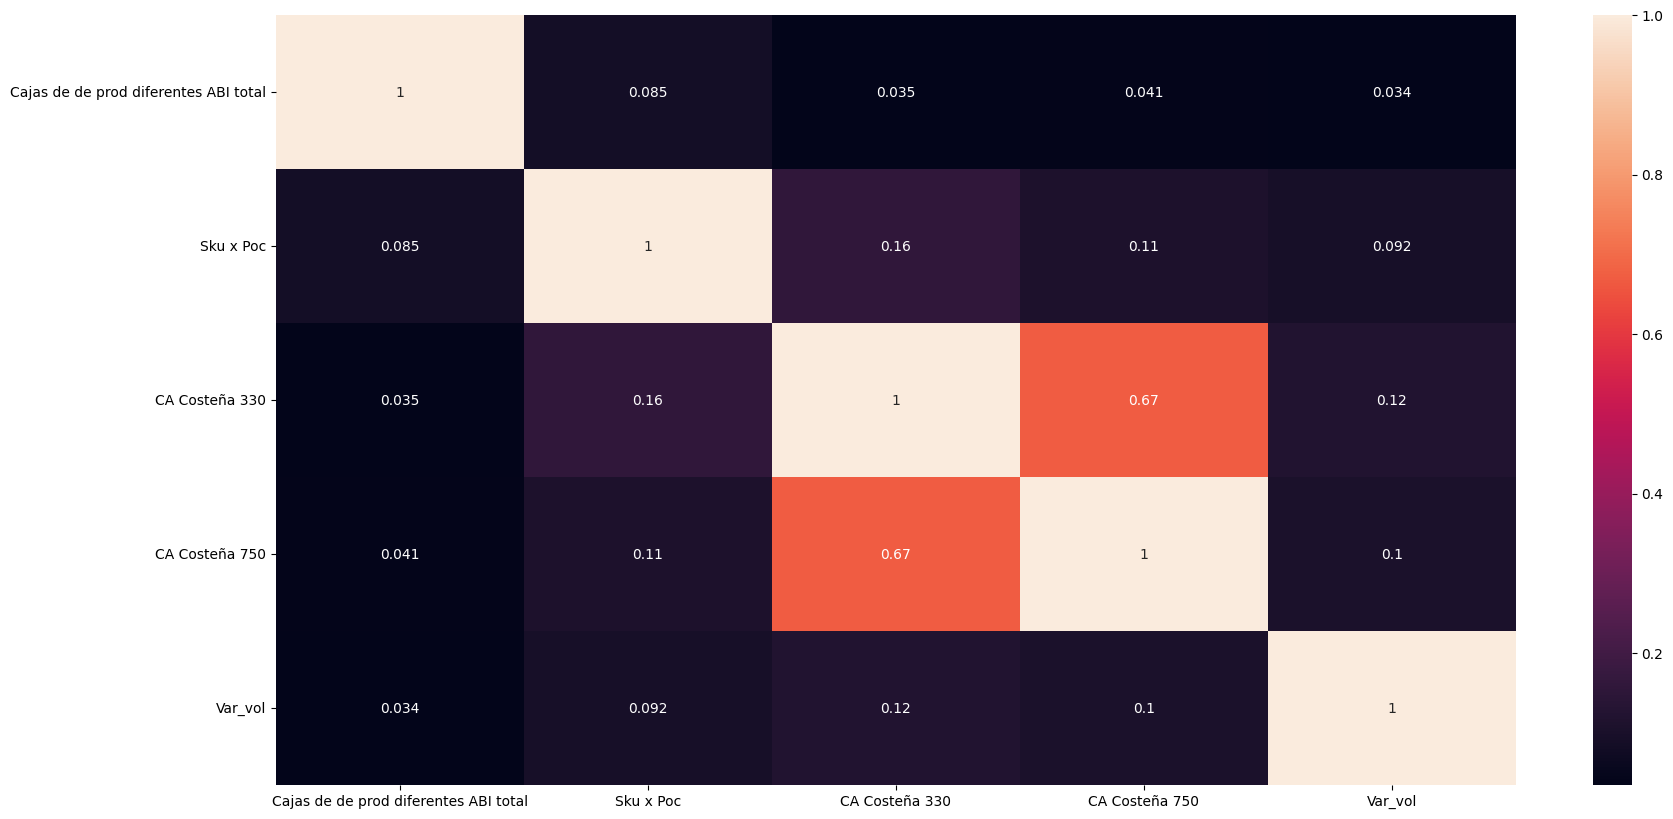 1.0
Cajas de de prod diferentes ABI total 1 0.085 0.035 0.041 0.034
0.8
Sku x Poc 0.085 1 0.16 0.11 0.092
0.6
CA Costeña 330 0.035 0.16 1 0.67 0.12
0.4
CA Costeña 750 0.041 0.11 0.67 1 0.1
0.2
Var_vol 0.034 0.092 0.12 0.1 1
Cajas de de prod diferentes ABI total Sku x Poc CA Costeña 330 CA Costeña 750 Var_vol